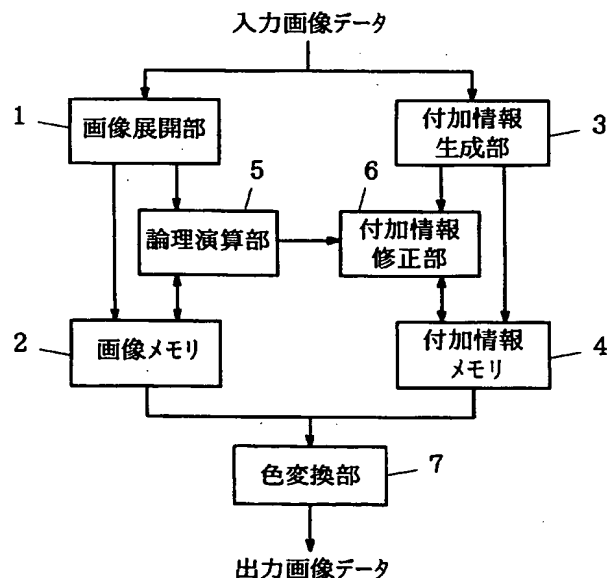 入力画像データ
1
画像展開部
付加情報
生成部
3
5
論理演算部
6
付加情報
修正部
2
画像メモリ
付加情報
メモリ
4
色変換部
7
出力画像データ